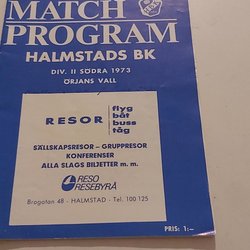 MATCH
PROGRAM
HALMSTADS BK
DIV. II SÖDRA 1973
ÖRJANS VALL
RESOR
flyg
båt
buss
tåg
SÄLLSKAPSRESOR – GRUPPRESOR
KONFERENSER
ALLA SLAGS BILJETTER m. m.
RESO
RESEBYRÅ
Brogatan 48 - HALMSTAD - Tel. 100 125
PRIS: 1:–